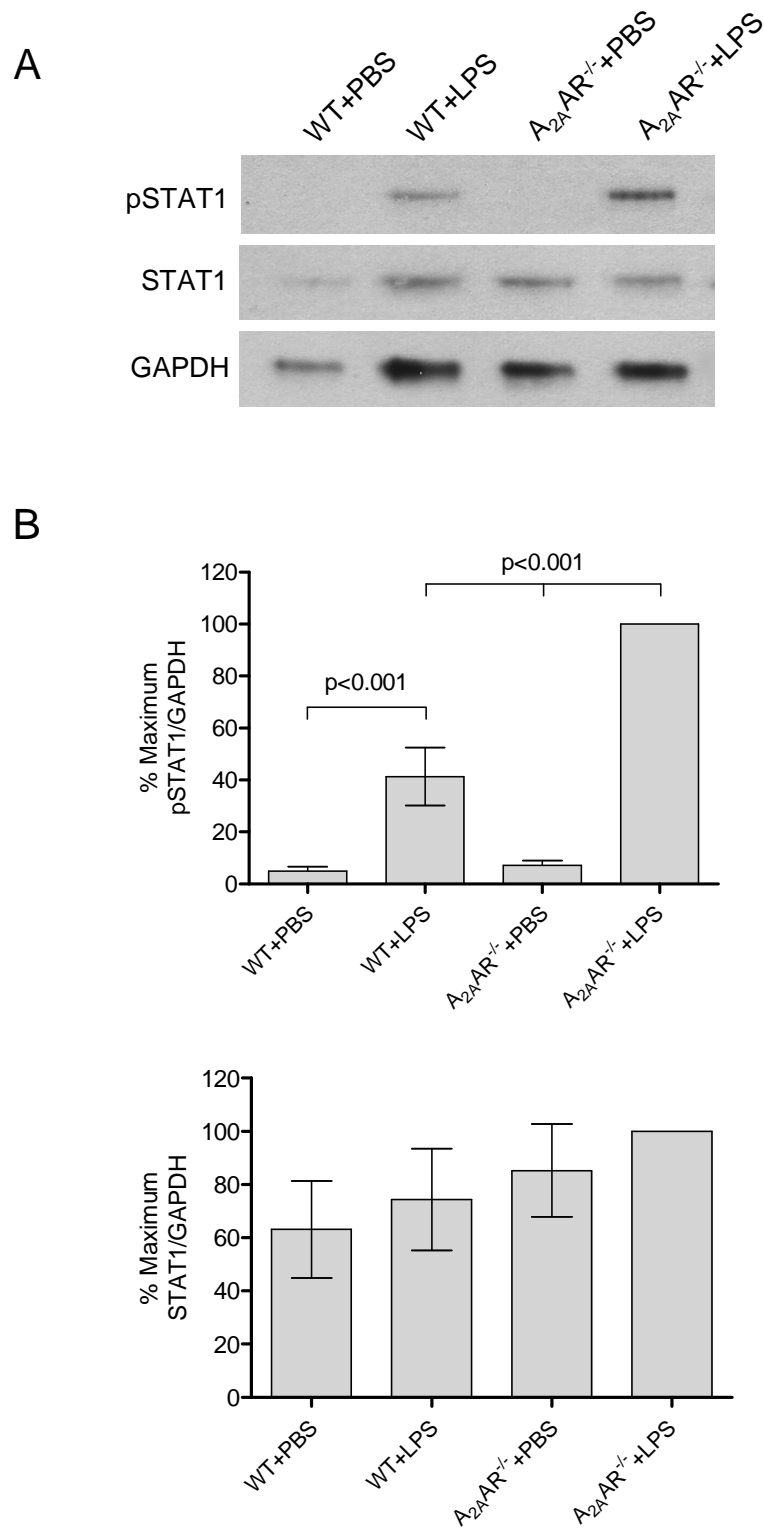 A
WT+PBS
WT+LPS
A2AAR-/-+PBS
A2AAR-/-+LPS
pSTAT1
STAT1
GAPDH
B
% Maximum
pSTAT1/GAPDH
120
100
80
60
40
20
0
p<0.001
p<0.001
WT+PBS
WT+LPS
A2AAR-/-+PBS
A2AAR-/-+LPS
% Maximum
STAT1/GAPDH
120
100
80
60
40
20
0
WT+PBS
WT+LPS
A2AAR-/-+PBS
A2AAR-/-+LPS